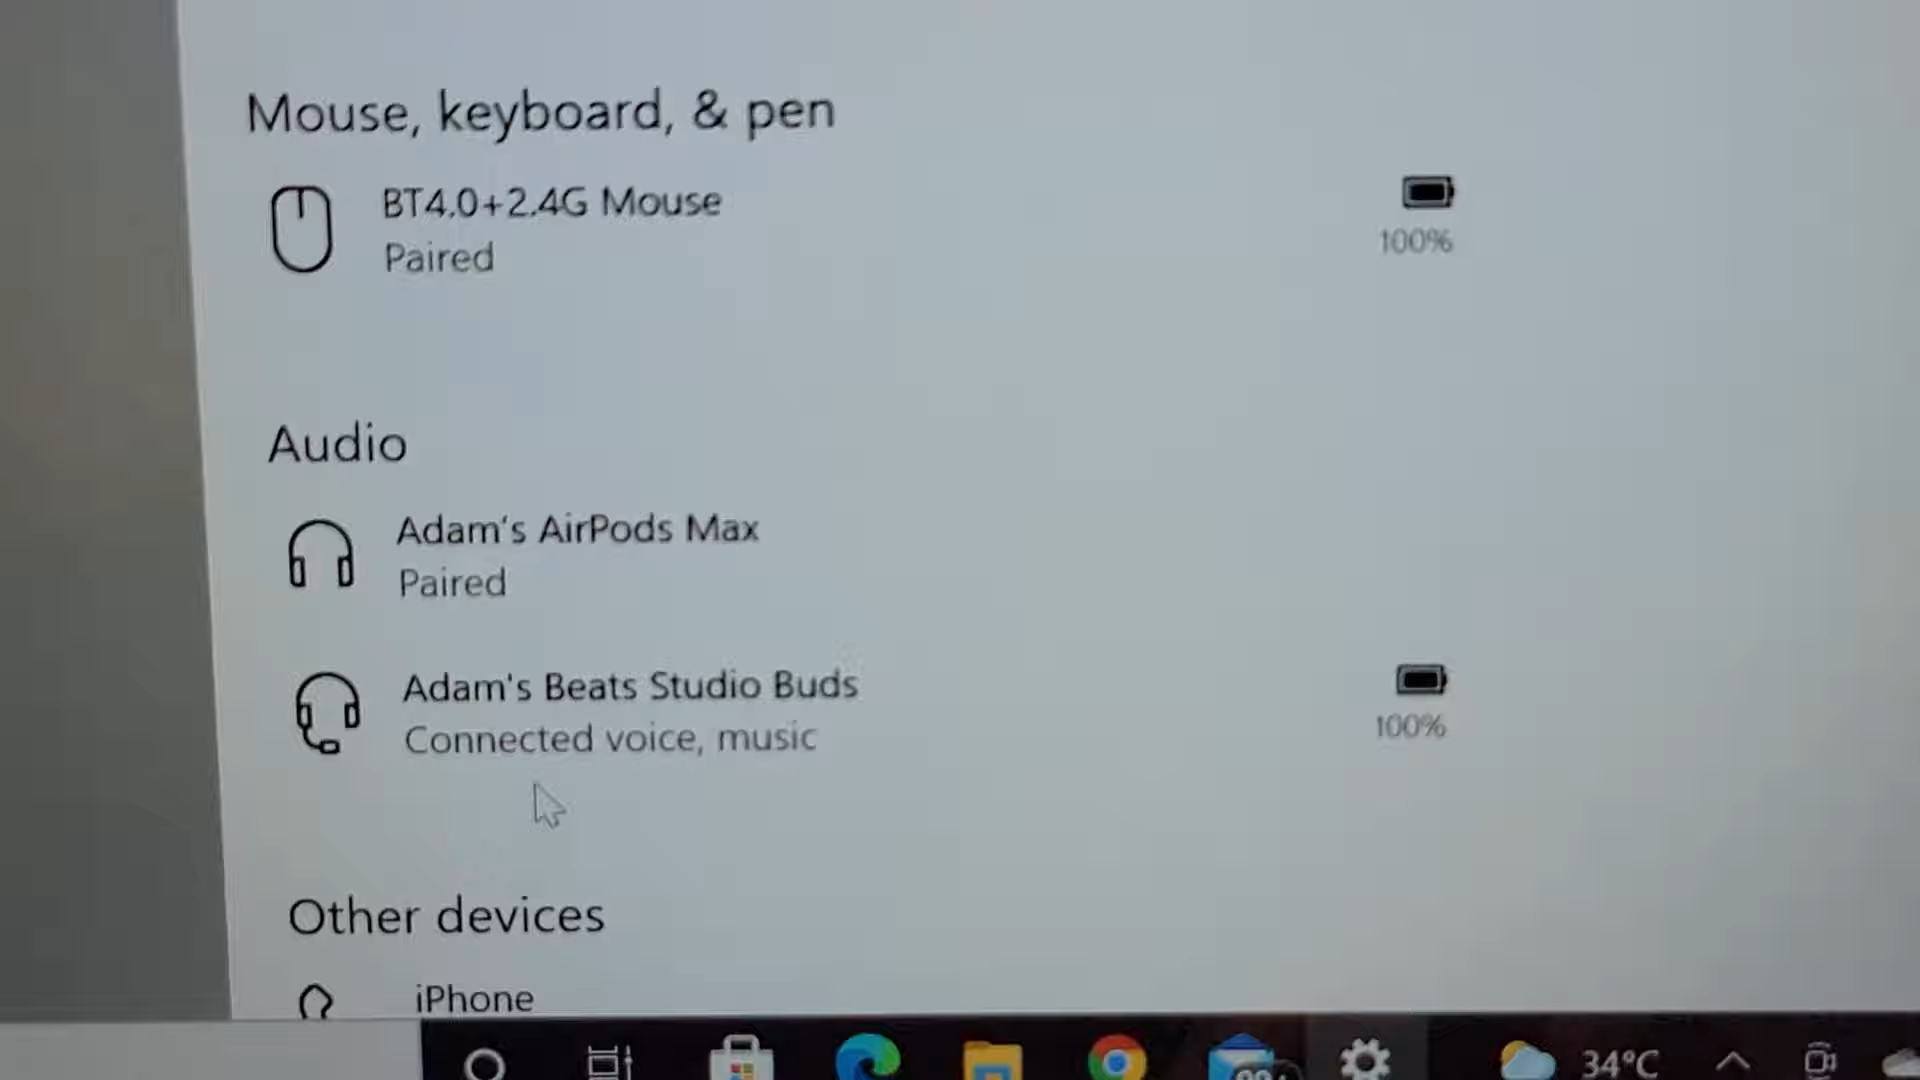 Mouse, keyboard, & pen
BT4.0+2.4G Mouse
Paired
100%
Audio
Adam's AirPods Max
Paired
Adam's Beats Studio Buds
Connected voice, music
100%
Other devices
iPhone
34°C